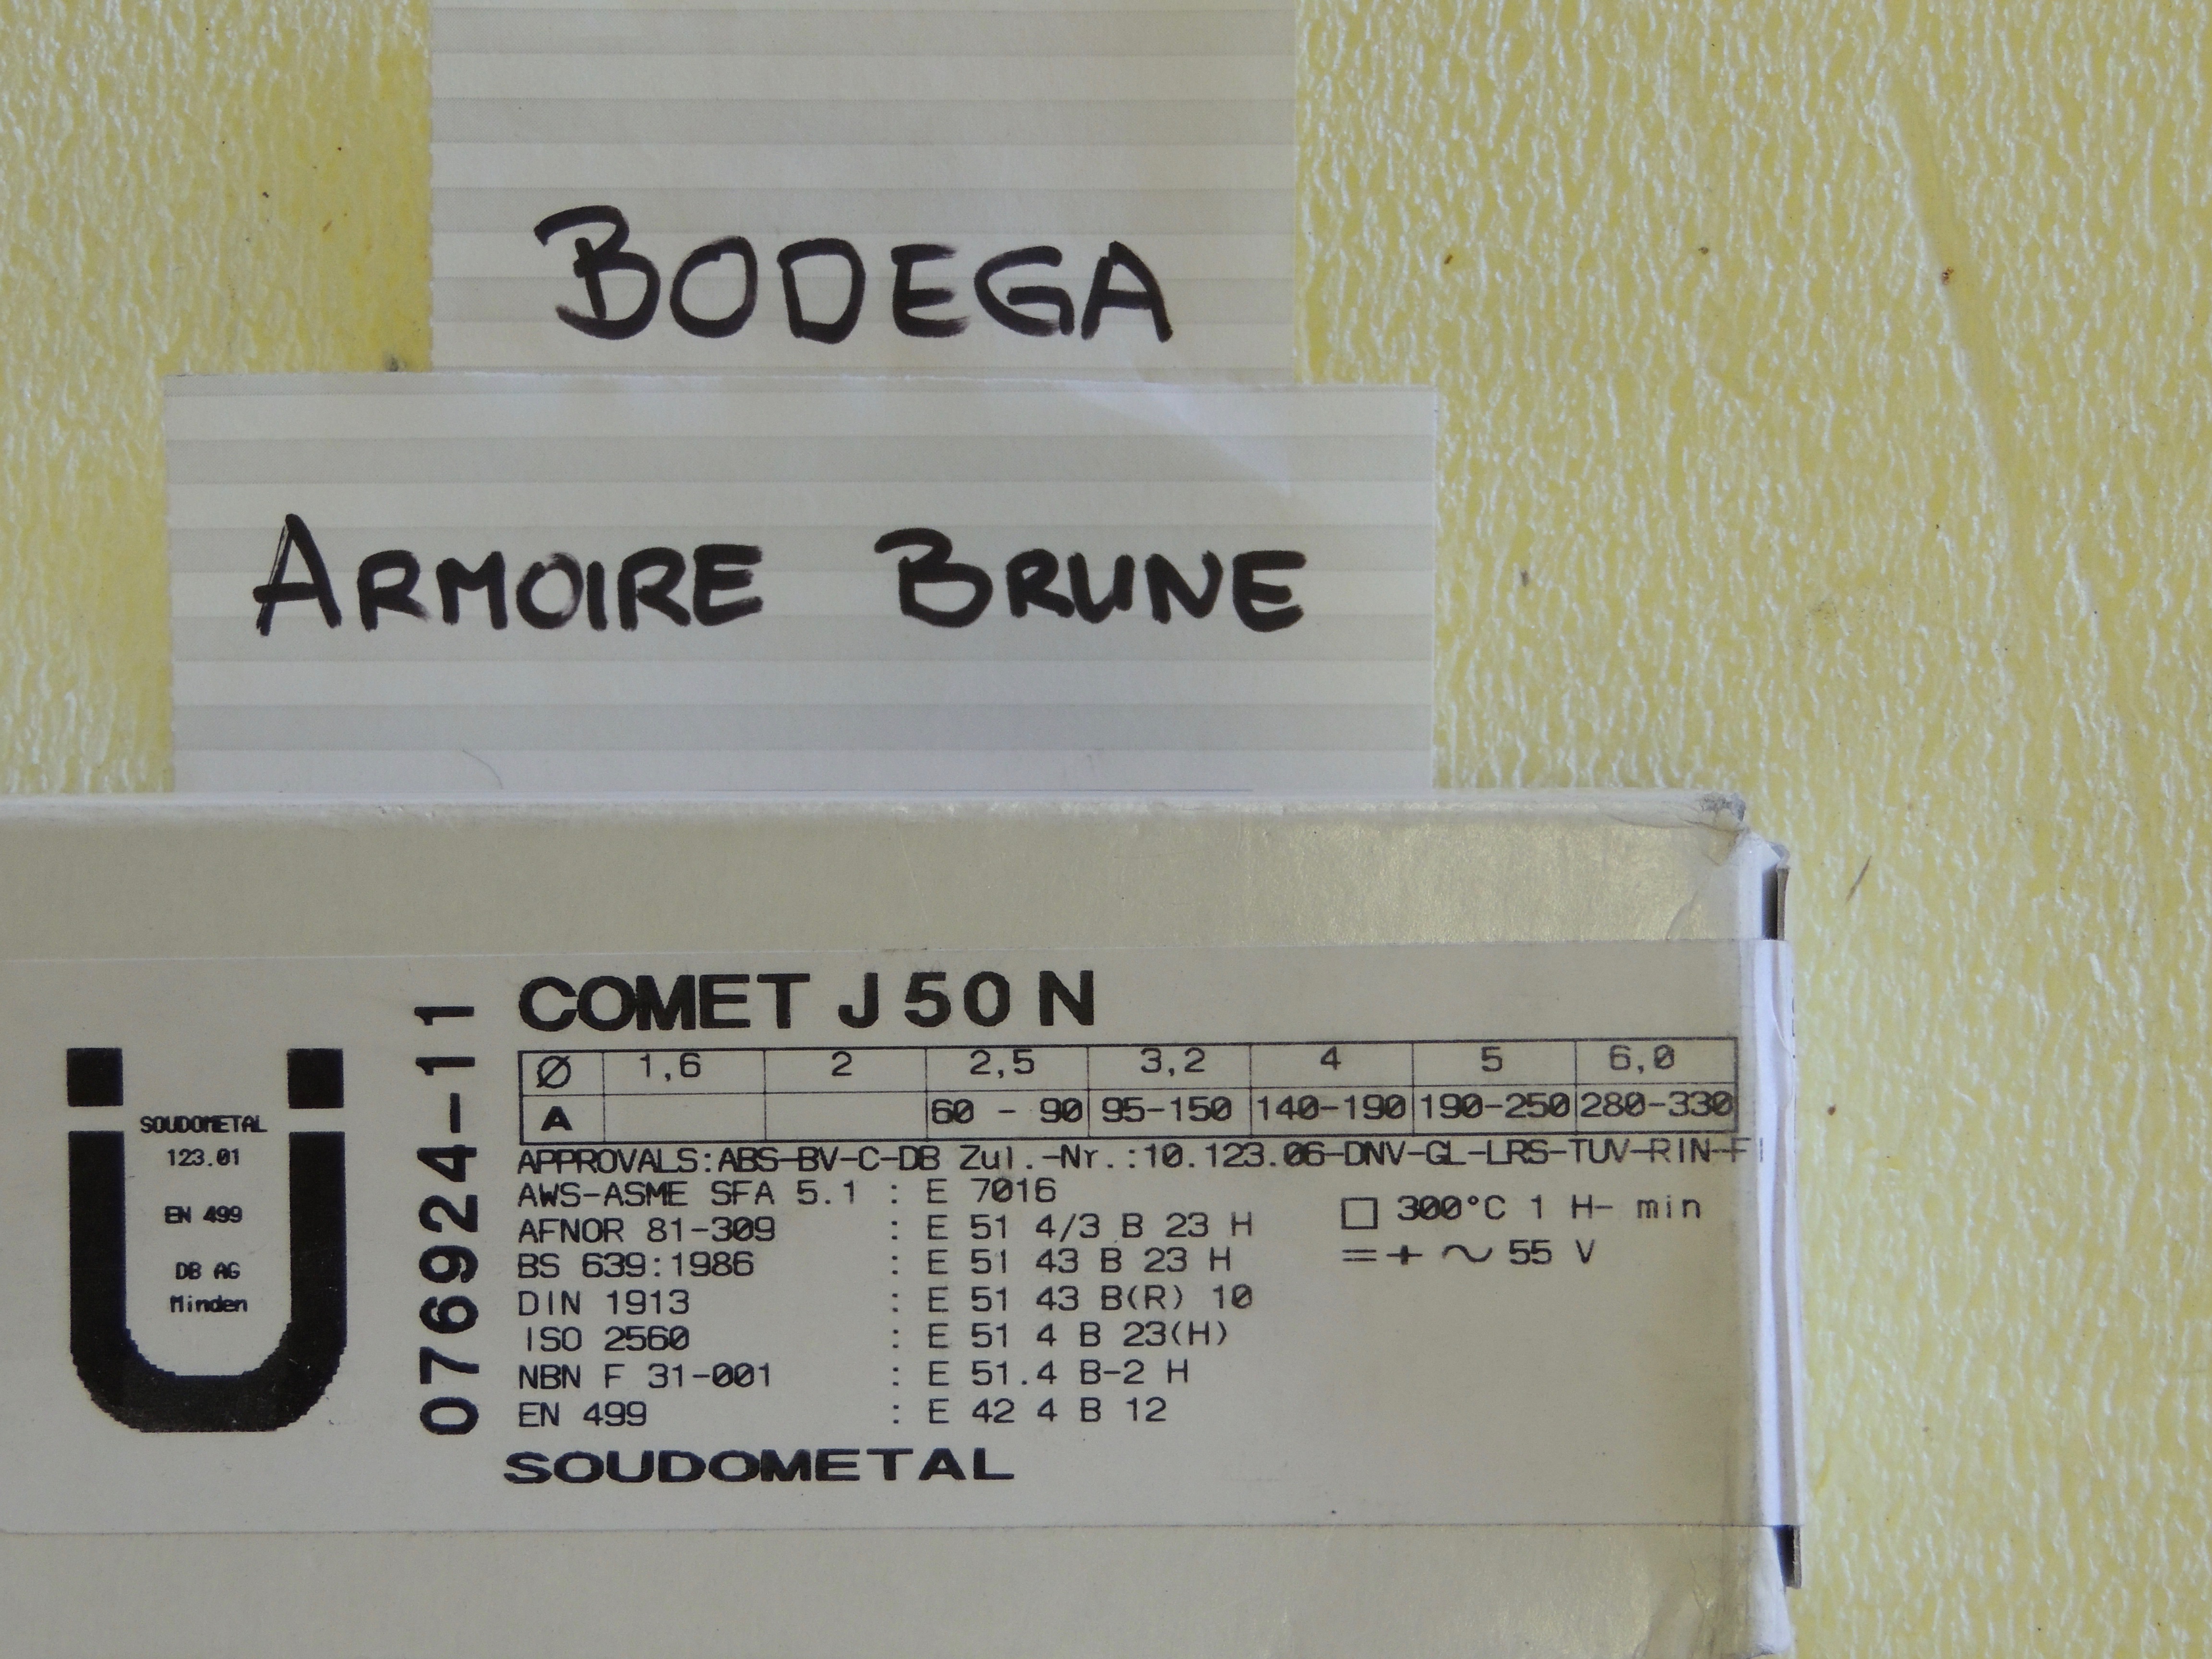 BODEGA
ARMOIRE BRUNE
SOUDOMETAL
123.01
EN 499
DB AG
Minden
076924-11
COMET J50N
Ø 1,6 2 2,5 3,2 4 5 6,0
A 60 - 90 95-150 140-190 190-250 280-330
APPROVALS:ABS-BV-C-DB Zul.-Nr.:10.123.06-DNV-GL-LRS-TUV-RIN-FI
AWS-ASME SFA 5.1 : E 7016
AFNOR 81-309 : E 51 4/3 B 23 H
BS 639:1986 : E 51 43 B 23 H
DIN 1913 : E 51 43 B(R) 10
ISO 2560 : E 51 4 B 23(H)
NBN F 31-001 : E 51.4 B-2 H
EN 499 : E 42 4 B 12
□ 300°C 1 H- min
=+ ~ 55 V
SOUDOMETAL